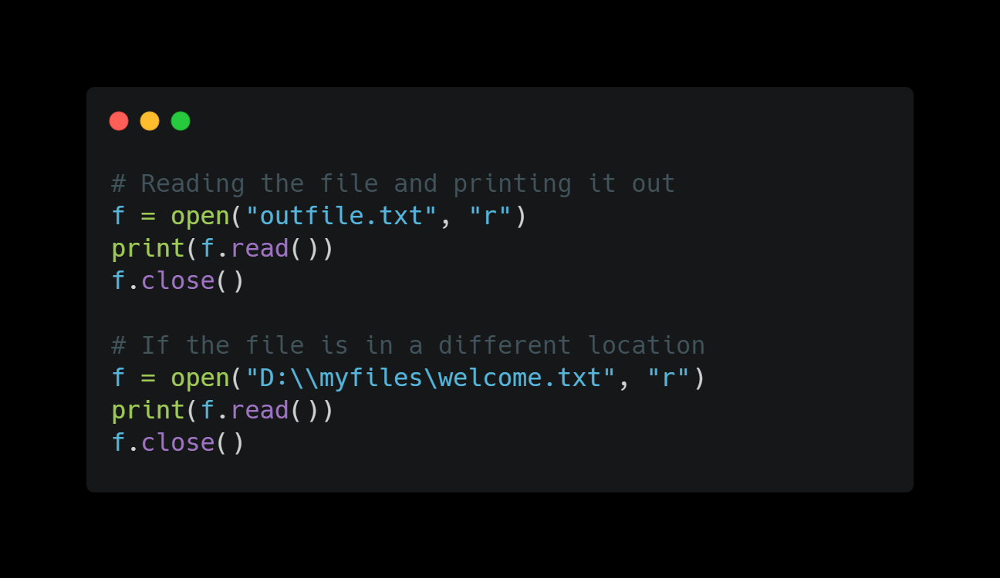 # Reading the file and printing it out
f = open("outfile.txt", "r")
print(f.read())
f.close()
# If the file is in a different location
f = open("D:\\myfiles\welcome.txt", "r")
print(f.read())
f.close()